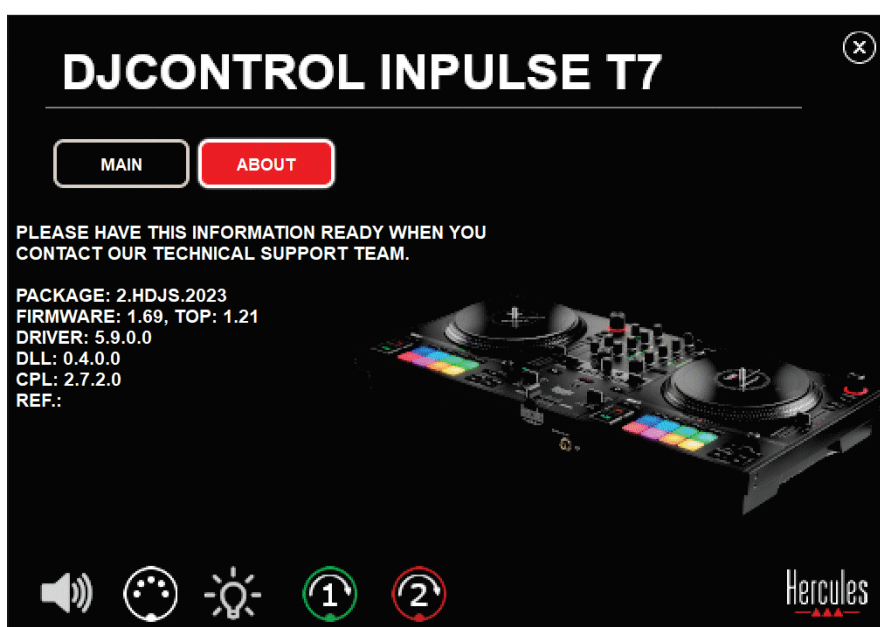 DJCONTROL INPULSE T7
MAIN
ABOUT
PLEASE HAVE THIS INFORMATION READY WHEN YOU
CONTACT OUR TECHNICAL SUPPORT TEAM.
PACKAGE: 2.HDJS.2023
FIRMWARE: 1.69, TOP: 1.21
DRIVER: 5.9.0.0
DLL: 0.4.0.0
CPL: 2.7.2.0
REF.:
1
2
Hercules